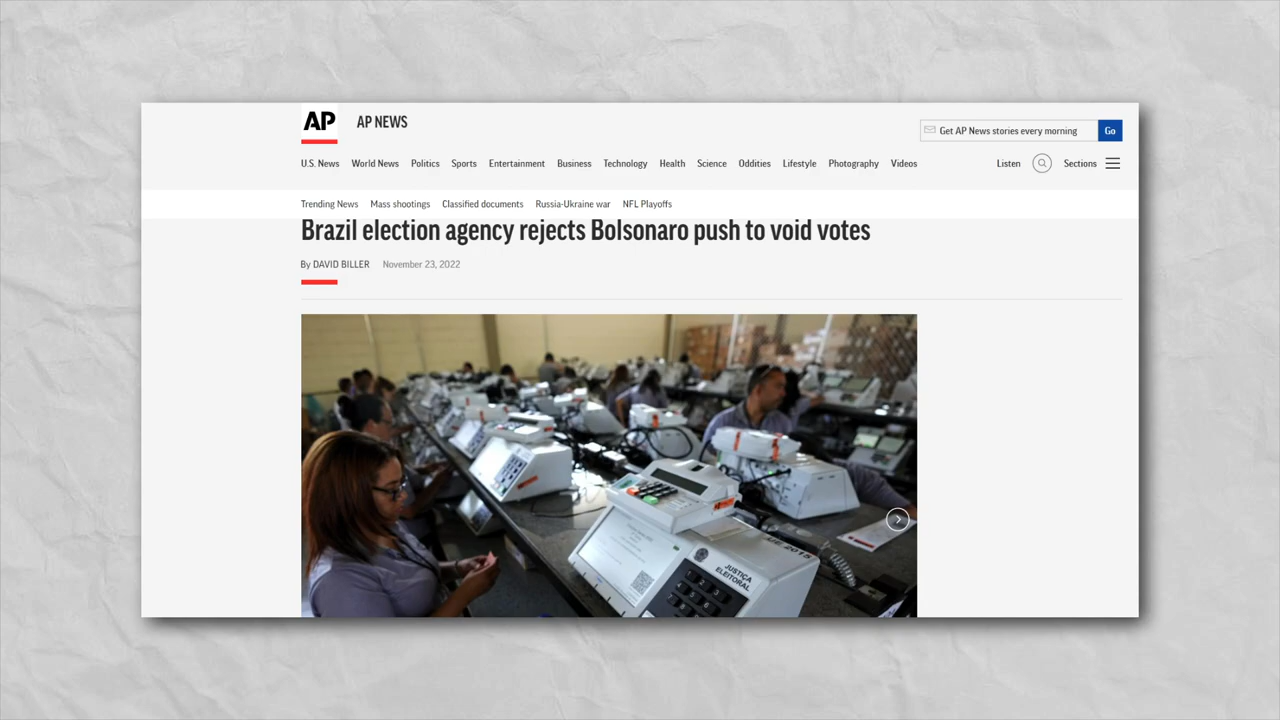 AP
AP NEWS
Get AP News stories every morning
Go
U.S. News World News Politics Sports Entertainment Business Technology Health Science Oddities Lifestyle Photography Videos
Listen
Sections
Trending News Mass shootings Classified documents Russia-Ukraine war NFL Playoffs
Brazil election agency rejects Bolsonaro push to void votes
By DAVID BILLER November 23, 2022
UE 2015
JUSTIÇA
ELEITORAL